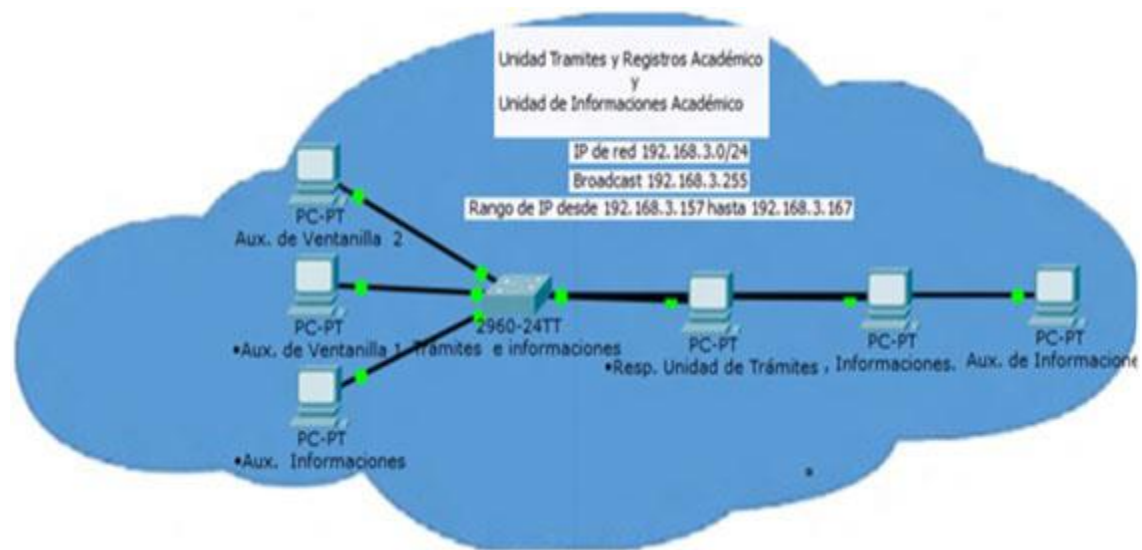 Unidad Tramites y Registros Académico
y
Unidad de Informaciones Académico
IP de red 192.168.3.0/24
Broadcast 192.168.3.255
Rango de IP desde 192.168.3.157 hasta 192.168.3.167
PC-PT
Aux. de Ventanilla 2
PC-PT
•Aux. de Ventanilla 1
2960-24TT
Trámites e informaciones
PC-PT
•Resp. Unidad de Trámites ,
PC-PT
Informaciones.
PC-PT
Aux. de Informacione
PC-PT
•Aux. Informaciones